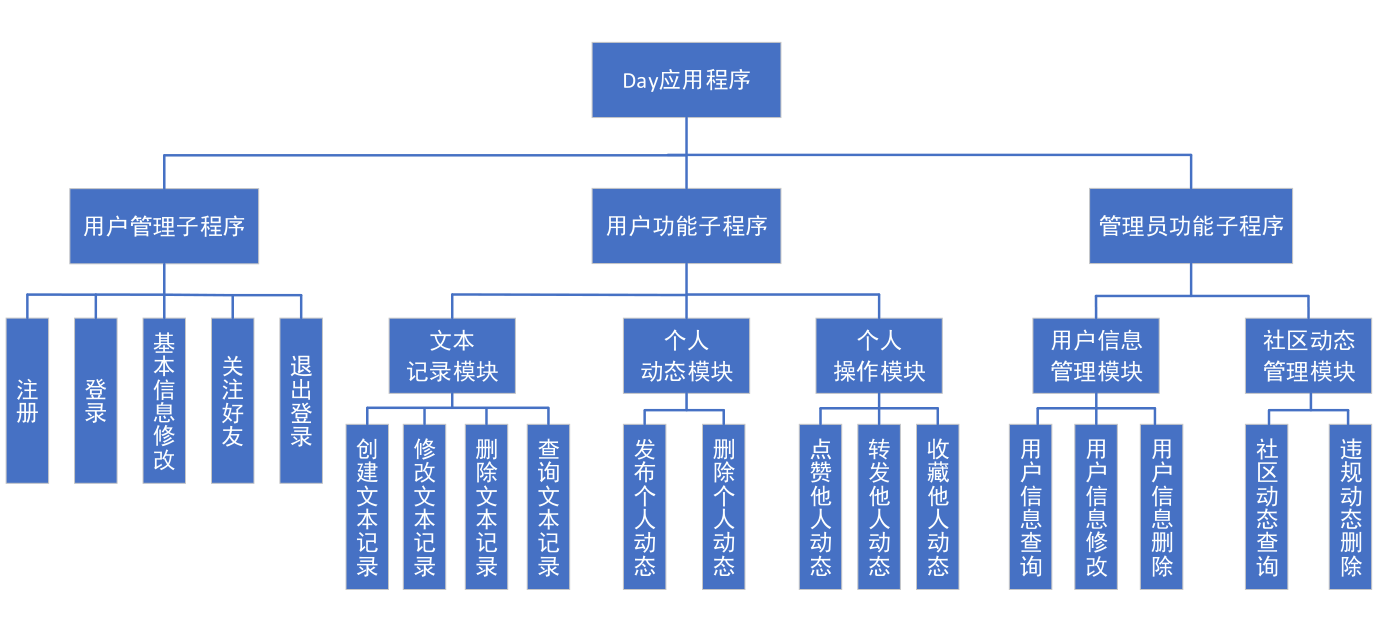 Day应用程序
用户管理子程序
用户功能子程序
管理员功能子程序
注册
登录
基本信息修改
关注好友
退出登录
文本
记录模块
个人
动态模块
个人
操作模块
用户信息
管理模块
社区动态
管理模块
创建文本记录
修改文本记录
删除文本记录
查询文本记录
发布个人动态
删除个人动态
点赞他人动态
转发他人动态
收藏他人动态
用户信息查询
用户信息修改
用户信息删除
社区动态查询
违规动态删除